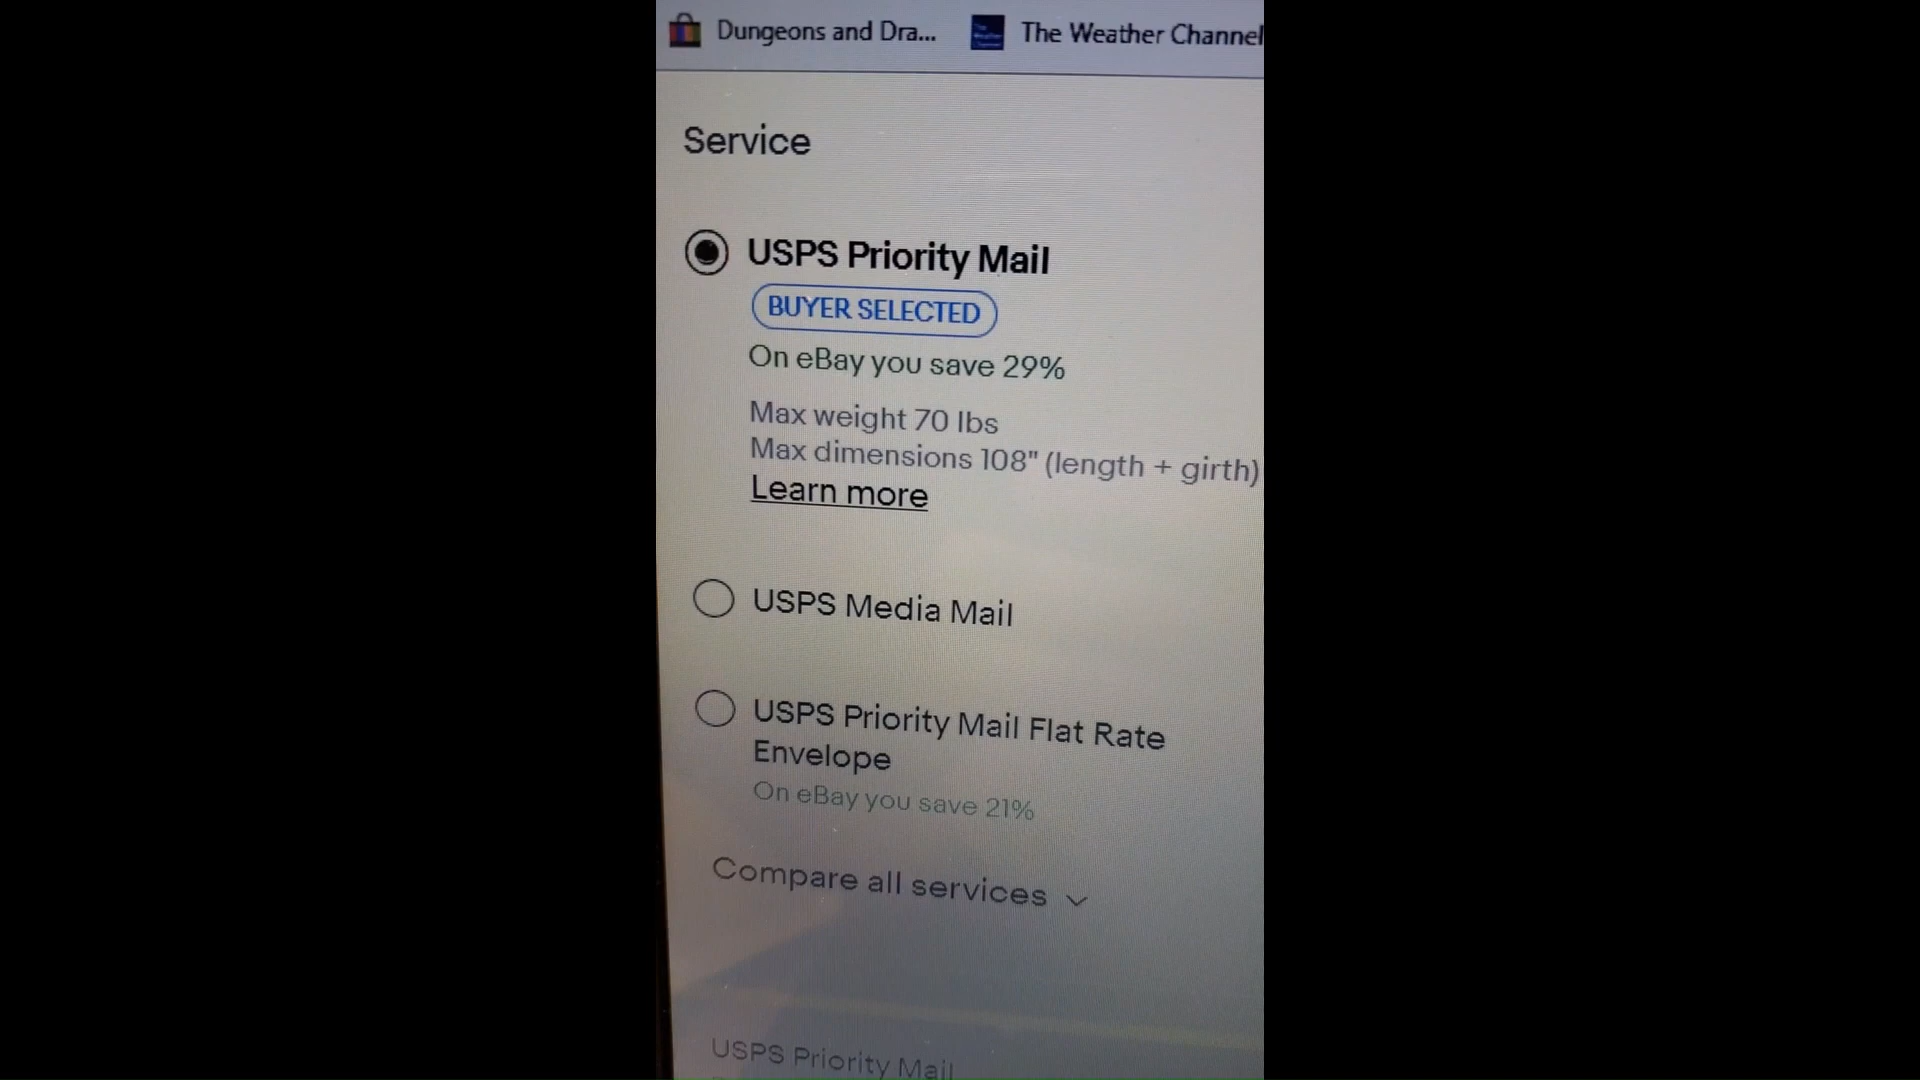 Dungeons and Dra... The Weather Channel
Service
USPS Priority Mail
BUYER SELECTED
On eBay you save 29%
Max weight 70 lbs
Max dimensions 108" (length + girth)
Learn more
USPS Media Mail
USPS Priority Mail Flat Rate
Envelope
On eBay you save 21%
Compare all services
USPS Priority Mail